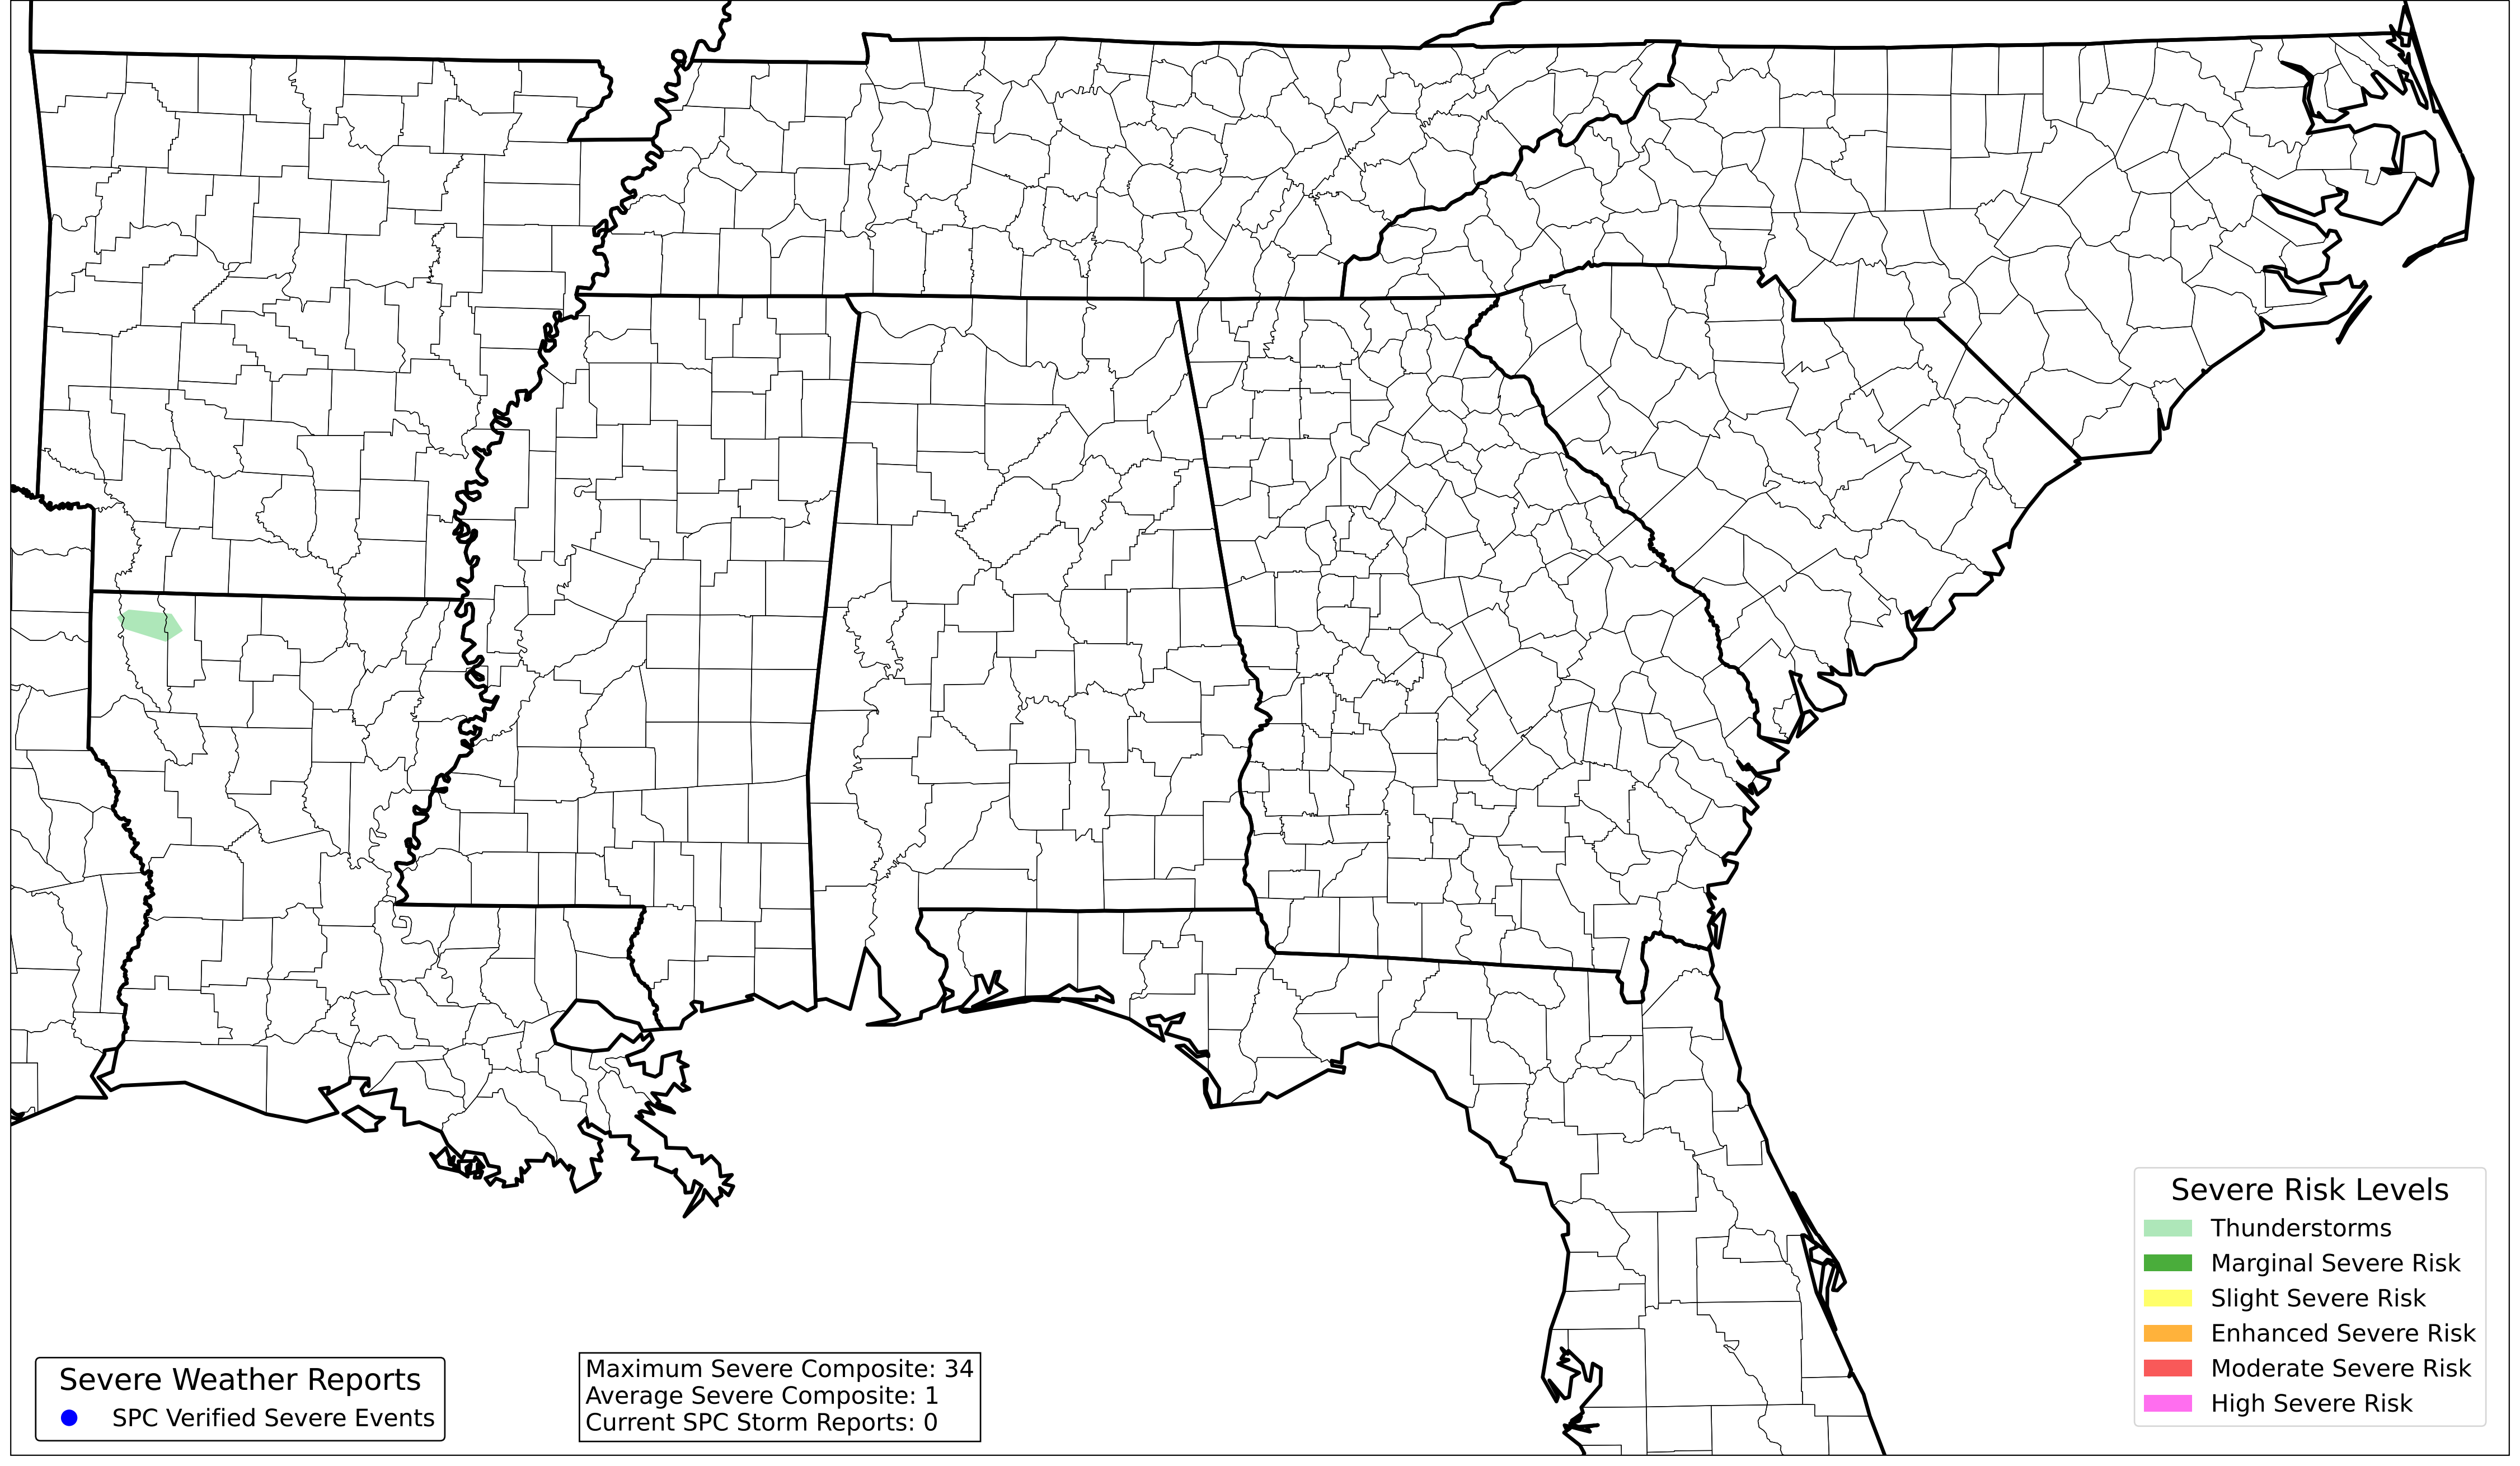 Severe Risk Levels
Thunderstorms
Marginal Severe Risk
Slight Severe Risk
Enhanced Severe Risk
Moderate Severe Risk
High Severe Risk
Severe Weather Reports
SPC Verified Severe Events
Maximum Severe Composite: 34
Average Severe Composite: 1
Current SPC Storm Reports: 0